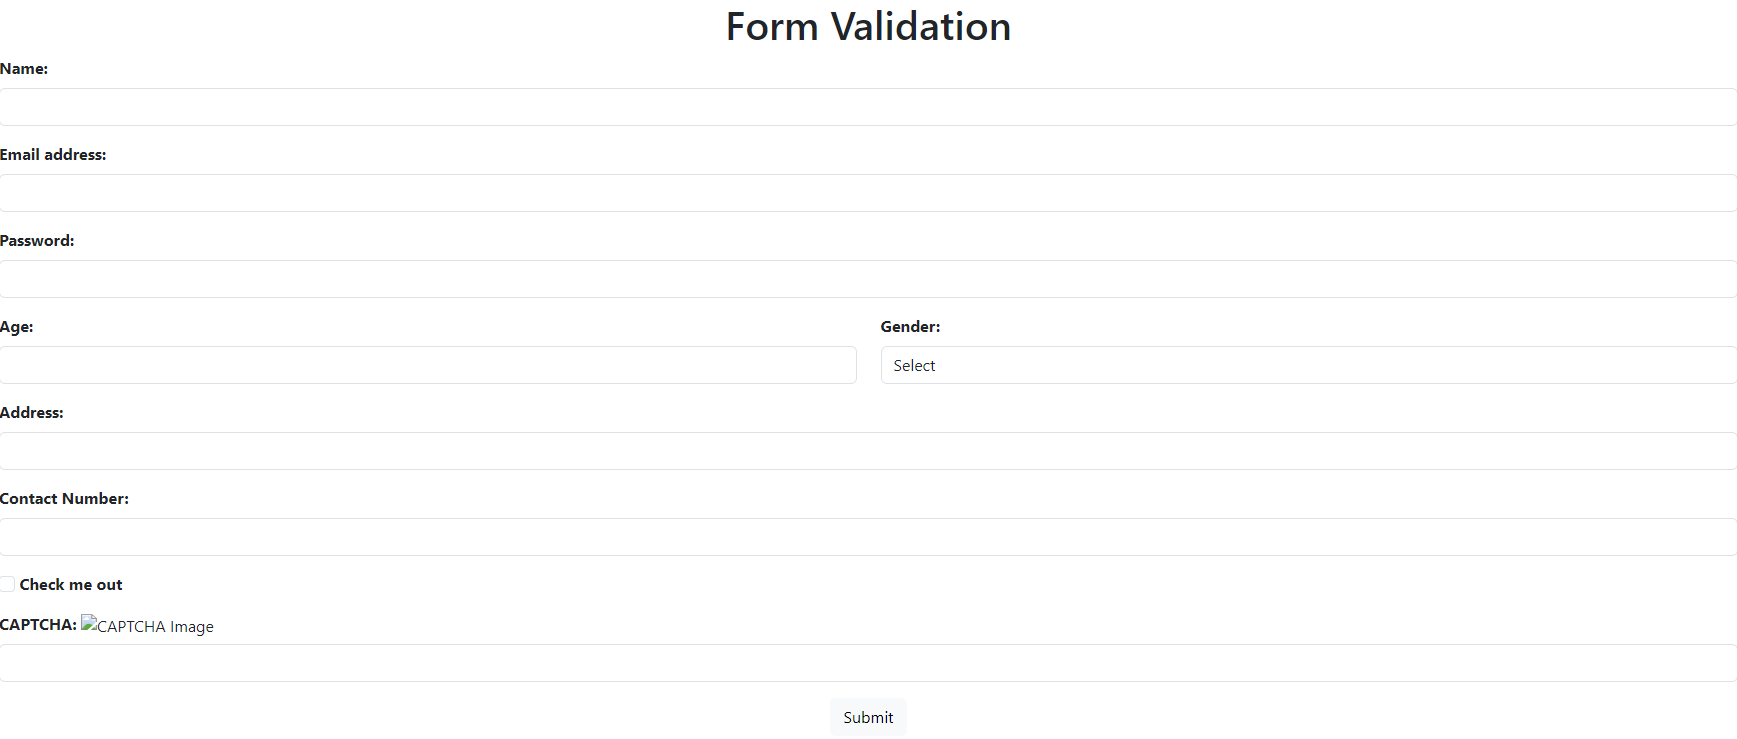 Form Validation
Name:
Email address:
Password:
Age: Gender:
Select
Address:
Contact Number:
Check me out
CAPTCHA: CAPTCHA Image
Submit